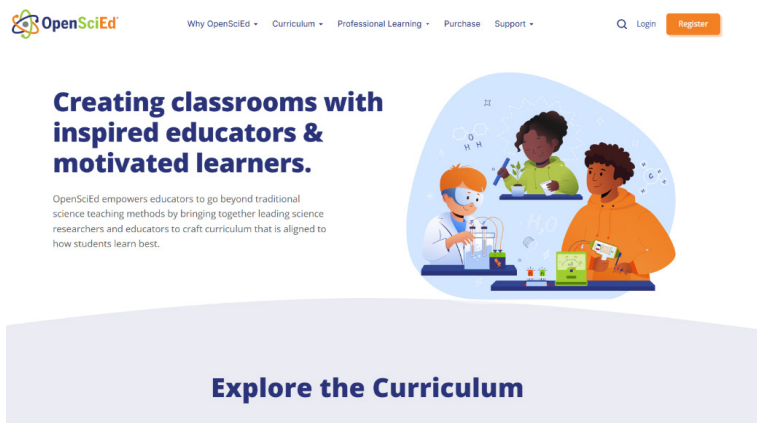 OpenSciEd
Why OpenSciEd
Curriculum
Professional Learning
Purchase
Support
Login
Register
Creating classrooms with
inspired educators &
motivated learners.
OpenSciEd empowers educators to go beyond traditional
science teaching methods by bringing together leading science
researchers and educators to craft curriculum that is aligned to
how students learn best.
O
H H
H₂O
Explore the Curriculum